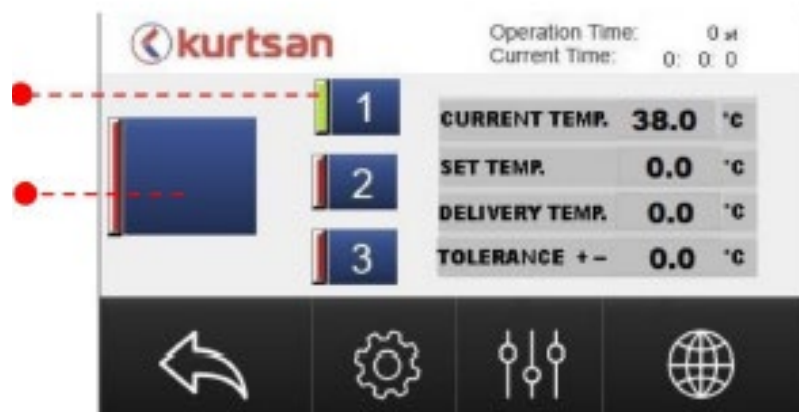 kurtsan
Operation Time: 0 st
Current Time: 0: 0: 0
1
2
3
CURRENT TEMP. 38.0 °C
SET TEMP. 0.0 °C
DELIVERY TEMP. 0.0 °C
TOLERANCE + - 0.0 °C